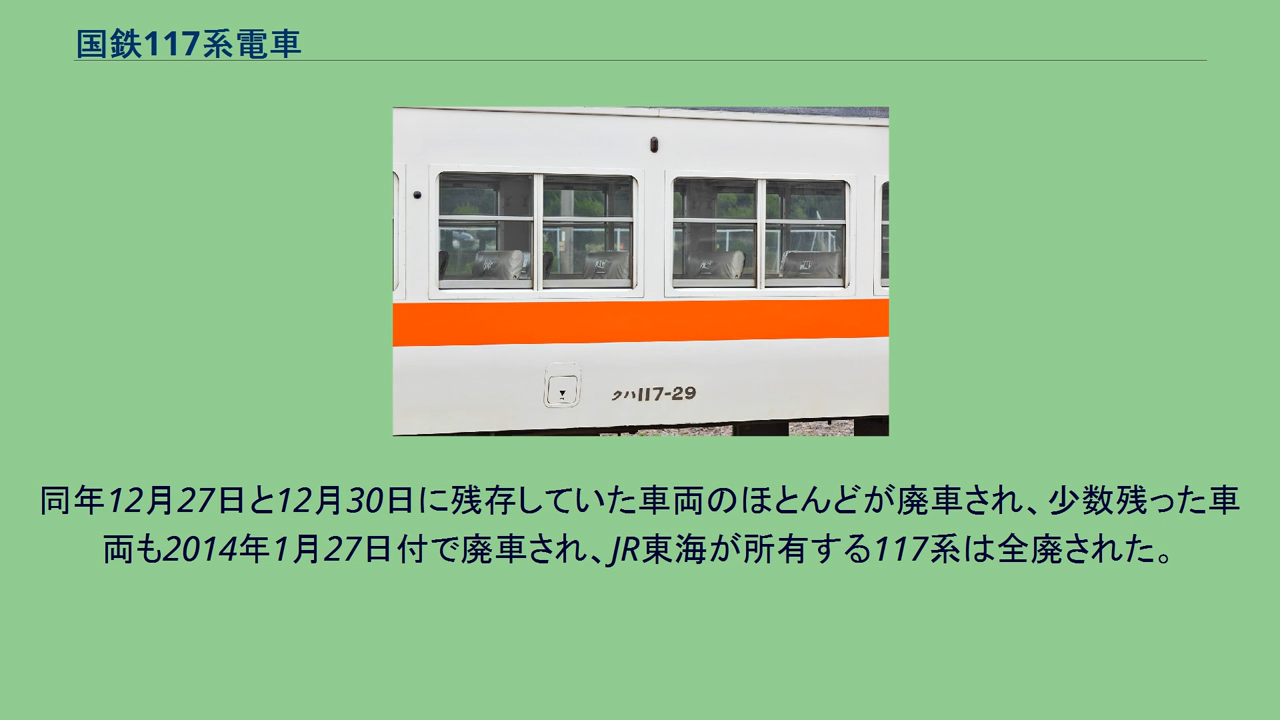 国鉄117系電車
クハ117-29
同年12月27日と12月30日に残存していた車両のほとんどが廃車され、少数残った車
両も2014年1月27日付で廃車され、JR東海が所有する117系は全廃された。